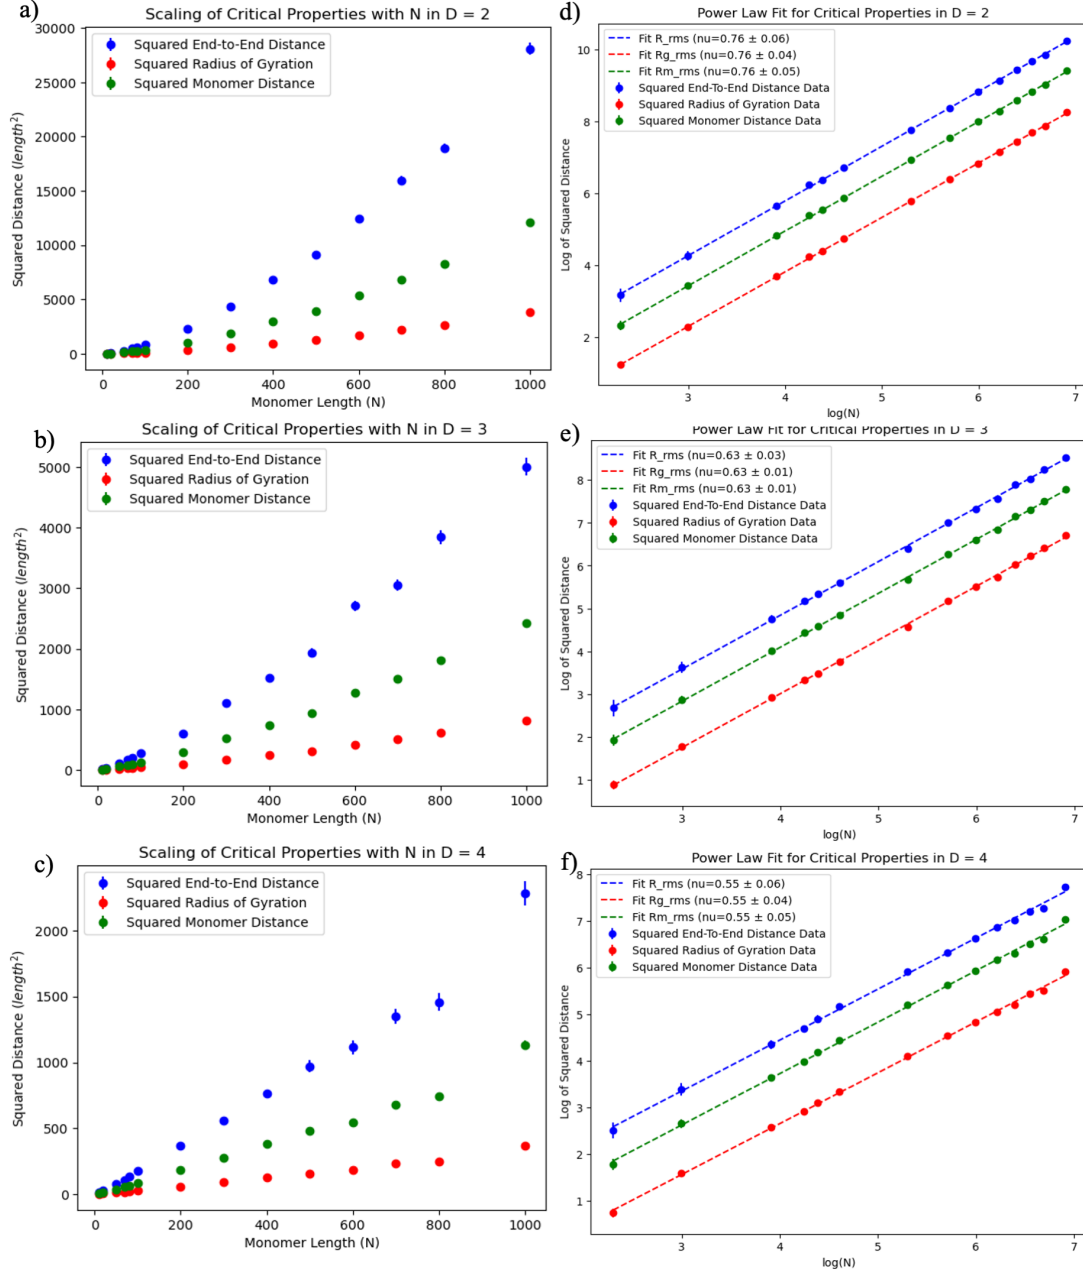 a)
Scaling of Critical Properties with N in D = 2
Squared End-to-End Distance
Squared Radius of Gyration
Squared Monomer Distance
Squared Distance (length²)
30000
25000
20000
15000
10000
5000
0
0 200 400 600 800 1000
Monomer Length (N)
d)
Power Law Fit for Critical Properties in D = 2
Fit R_rms (nu=0.76 ± 0.06)
Fit Rg_rms (nu=0.76 ± 0.04)
Fit Rm_rms (nu=0.76 ± 0.05)
Squared End-To-End Distance Data
Squared Radius of Gyration Data
Squared Monomer Distance Data
Log of Squared Distance
10
8
6
4
2
3 4 5 6 7
log(N)
b)
Scaling of Critical Properties with N in D = 3
Squared End-to-End Distance
Squared Radius of Gyration
Squared Monomer Distance
Squared Distance (length²)
5000
4000
3000
2000
1000
0
0 200 400 600 800 1000
Monomer Length (N)
e)
Power Law Fit for Critical Properties in D = 3
Fit R_rms (nu=0.63 ± 0.03)
Fit Rg_rms (nu=0.63 ± 0.01)
Fit Rm_rms (nu=0.63 ± 0.01)
Squared End-To-End Distance Data
Squared Radius of Gyration Data
Squared Monomer Distance Data
Log of Squared Distance
8
7
6
5
4
3
2
1
3 4 5 6 7
log(N)
c)
Scaling of Critical Properties with N in D = 4
Squared End-to-End Distance
Squared Radius of Gyration
Squared Monomer Distance
Squared Distance (length²)
2000
1500
1000
500
0
0 200 400 600 800 1000
Monomer Length (N)
f)
Power Law Fit for Critical Properties in D = 4
Fit R_rms (nu=0.55 ± 0.06)
Fit Rg_rms (nu=0.55 ± 0.04)
Fit Rm_rms (nu=0.55 ± 0.05)
Squared End-To-End Distance Data
Squared Radius of Gyration Data
Squared Monomer Distance Data
Log of Squared Distance
8
7
6
5
4
3
2
1
3 4 5 6 7
log(N)